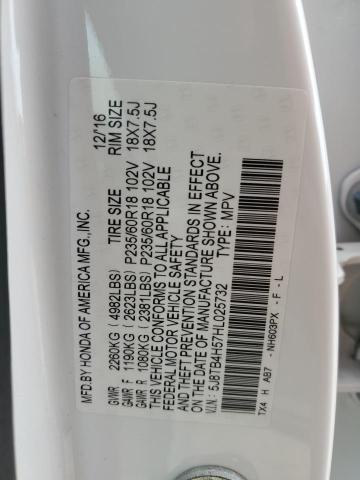 MFD.BY HONDA OF AMERICA MFG.,INC. 12/16
TIRE SIZE RIM SIZE
GVWR 2260KG ( 4982LBS) P235/60R18 102V 18X7.5J
GAWR F 1190KG ( 2623LBS) P235/60R18 102V 18X7.5J
GAWR R 1080KG ( 2381LBS)
THIS VEHICLE CONFORMS TO ALL APPLICABLE
FEDERAL MOTOR VEHICLE SAFETY
AND THEFT PREVENTION STANDARDS IN EFFECT
ON THE DATE OF MANUFACTURE SHOWN ABOVE.
V.I.N.: 5J8TB4H57HL025732 TYPE: MPV
TX4 H AB7 - NH603PX - F - L